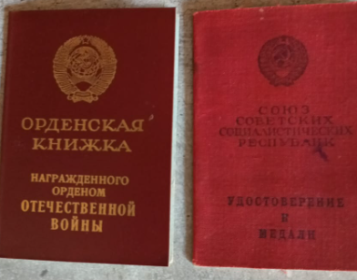 ОРДЕНСКАЯ
КНИЖКА
НАГРАЖДЕННОГО
ОРДЕНОМ
ОТЕЧЕСТВЕННОЙ
ВОЙНЫ
СОЮЗ
СОВЕТСКИХ
СОЦИАЛИСТИЧЕСКИХ
РЕСПУБЛИК
УДОСТОВЕРЕНИЕ
К
МЕДАЛИ